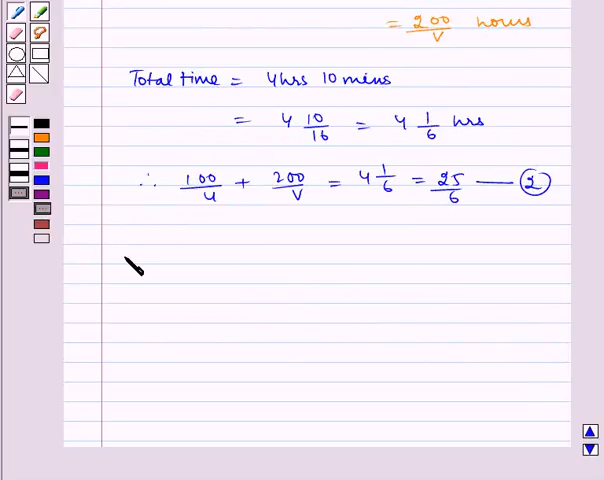 = 200/V hours
Total time = 4hrs 10 mins
= 4 10/16 = 4 1/6 hrs
∴ 100/u + 200/V = 4 1/6 = 25/6 — 2